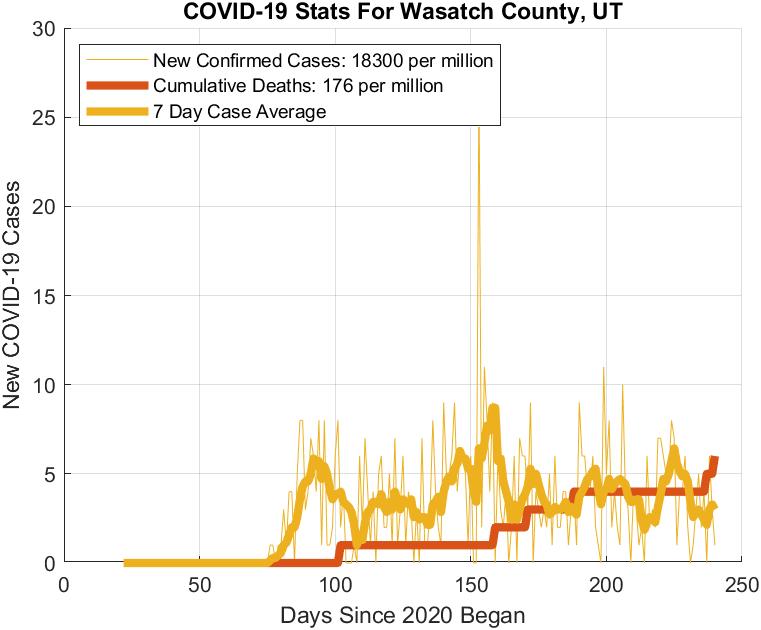 COVID-19 Stats For Wasatch County, UT
30
New Confirmed Cases: 18300 per million
Cumulative Deaths: 176 per million
7 Day Case Average
25
20
15
10
5
0
New COVID-19 Cases
0 50 100 150 200 250
Days Since 2020 Began